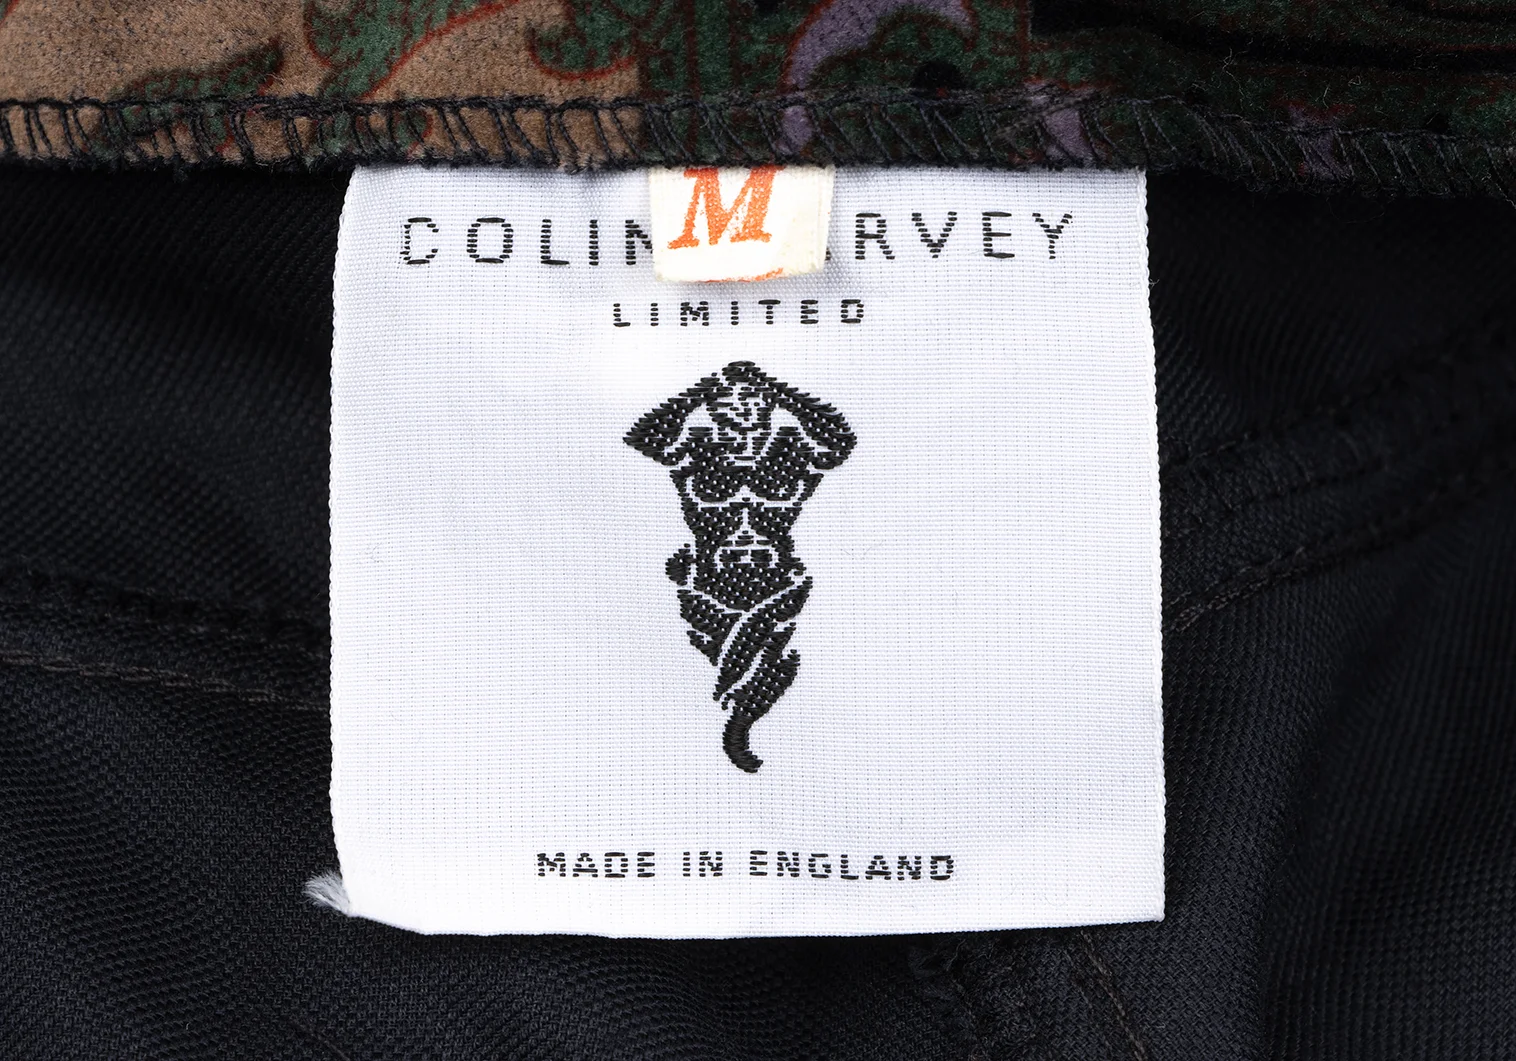 M
COLIN RVEY
LIMITED
MADE IN ENGLAND